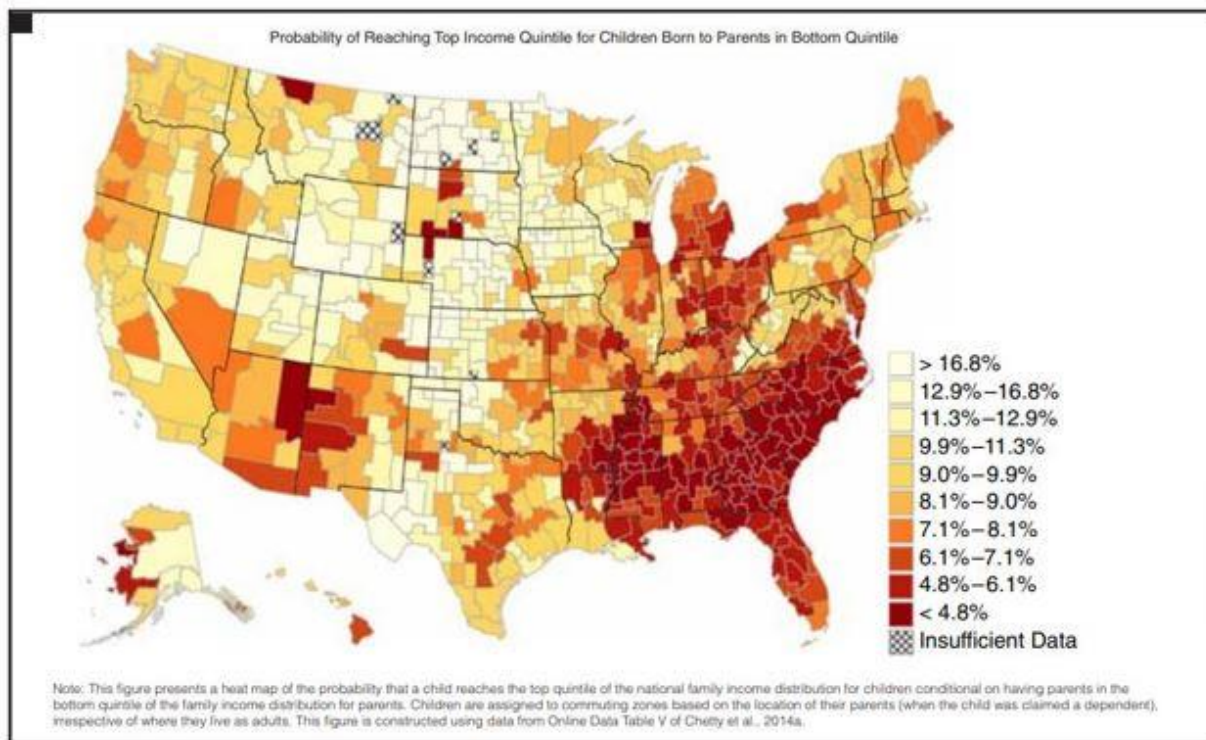 Probability of Reaching Top Income Quintile for Children Born to Parents in Bottom Quintile
> 16.8%
12.9%–16.8%
11.3%–12.9%
9.9%–11.3%
9.0%–9.9%
8.1%–9.0%
7.1%–8.1%
6.1%–7.1%
4.8%–6.1%
< 4.8%
Insufficient Data
Note: This figure presents a heat map of the probability that a child reaches the top quintile of the national family income distribution for children conditional on having parents in the
bottom quintile of the family income distribution for parents. Children are assigned to commuting zones based on the location of their parents (when the child was claimed a dependent),
irrespective of where they live as adults. This figure is constructed using data from Online Data Table V of Chetty et al., 2014a.